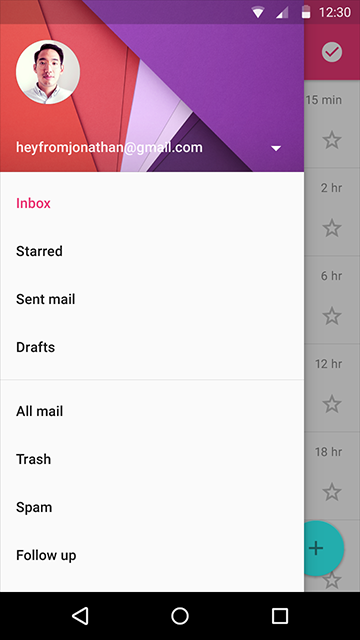 12:30
15 min
heyfromjonathan@gmail.com
Inbox
2 hr
Starred
Sent mail
6 hr
Drafts
12 hr
All mail
Trash
18 hr
Spam
Follow up